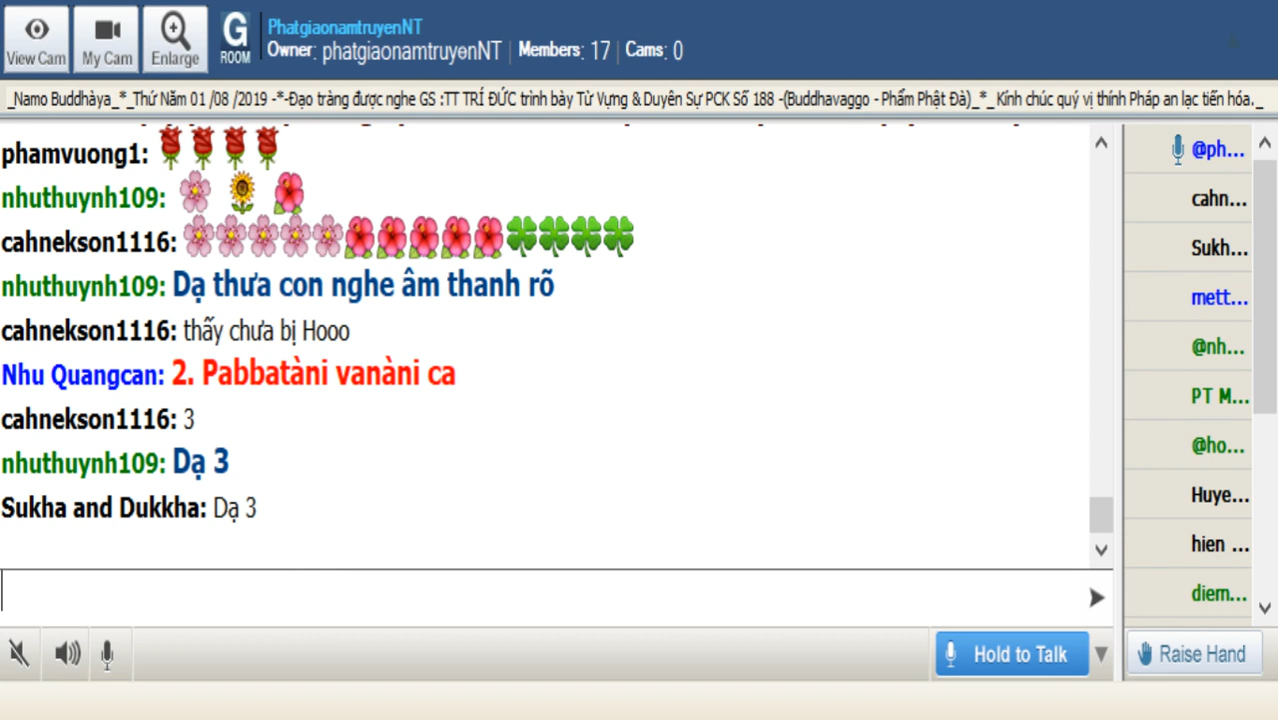 View Cam
My Cam
Enlarge
G
ROOM
PhatgiaonamtruyenNT
Owner: phatgiaonamtruyenNT | Members: 17 | Cams: 0
_Namo Buddhàya_*_Thứ Năm 01 /08 /2019 -*-Đạo tràng được nghe GS :TT TRÍ ĐỨC trình bày Từ Vựng & Duyên Sự PCK Số 188 -(Buddhavaggo - Phẩm Phật Đà)_*_ Kính chúc quý vị thính Pháp an lạc tiến hóa._
phamvuong1:
nhuthuynh109:
cahnekson1116:
nhuthuynh109: Dạ thưa con nghe âm thanh rõ
cahnekson1116: thấy chưa bị Hooo
Nhu Quangcan: 2. Pabbatàni vanàni ca
cahnekson1116: 3
nhuthuynh109: Dạ 3
Sukha and Dukkha: Dạ 3
@ph...
cahn...
Sukh...
mett...
@nh...
PT M...
@ho...
Huye...
hien ...
diem...
Hold to Talk
Raise Hand